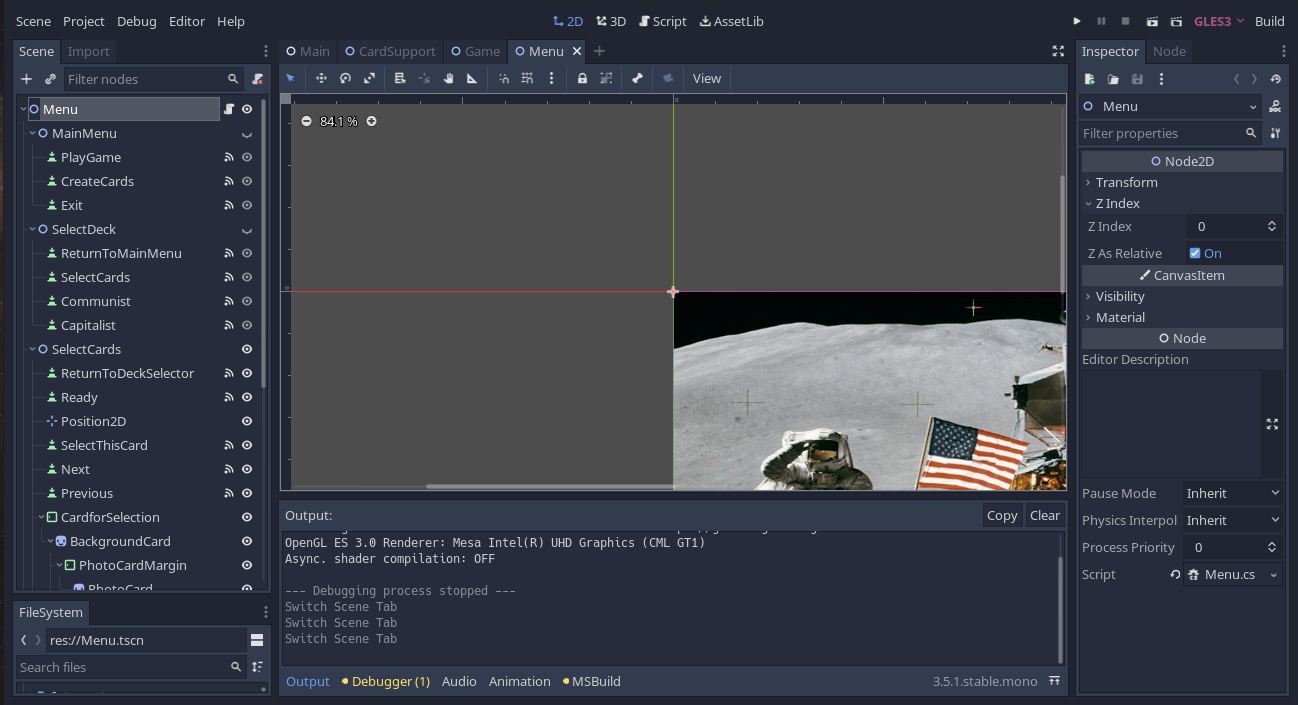 Scene Project Debug Editor Help 2D 3D Script AssetLib GLES3 Build
Scene Import
Filter nodes
Menu
MainMenu
PlayGame
CreateCards
Exit
SelectDeck
ReturnToMainMenu
SelectCards
Communist
Capitalist
SelectCards
ReturnToDeckSelector
Ready
Position2D
SelectThisCard
Next
Previous
CardforSelection
BackgroundCard
PhotoCardMargin
PhotoCard
FileSystem
res://Menu.tscn
Search files
Main CardSupport Game Menu
View
84.1 %
Output:
Copy Clear
OpenGL ES 3.0 Renderer: Mesa Intel(R) UHD Graphics (CML GT1)
Async. shader compilation: OFF
--- Debugging process stopped ---
Switch Scene Tab
Switch Scene Tab
Switch Scene Tab
Output Debugger (1) Audio Animation MSBuild 3.5.1.stable.mono
Inspector Node
Menu
Filter properties
Node2D
Transform
Z Index
Z Index 0
Z As Relative On
CanvasItem
Visibility
Material
Node
Editor Description
Pause Mode Inherit
Physics Interpol Inherit
Process Priority 0
Script Menu.cs